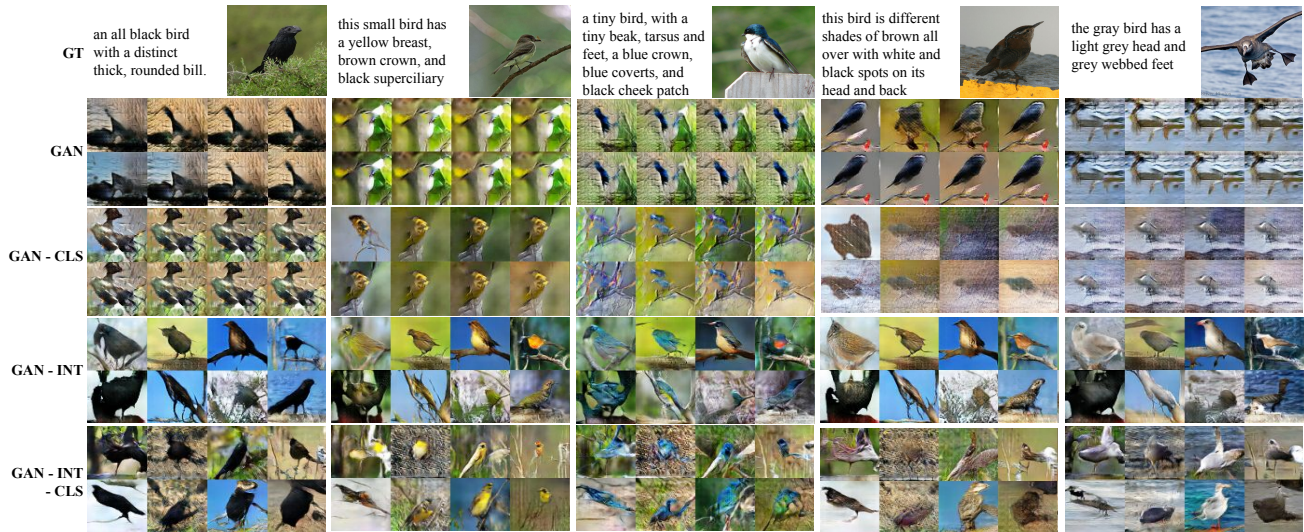 GT
an all black bird
with a distinct
thick, rounded bill.
this small bird has
a yellow breast,
brown crown, and
black superciliary
a tiny bird, with a
tiny beak, tarsus and
feet, a blue crown,
blue coverts, and
black cheek patch
this bird is different
shades of brown all
over with white and
black spots on its
head and back
the gray bird has a
light grey head and
grey webbed feet
GAN
GAN - CLS
GAN - INT
GAN - INT
- CLS